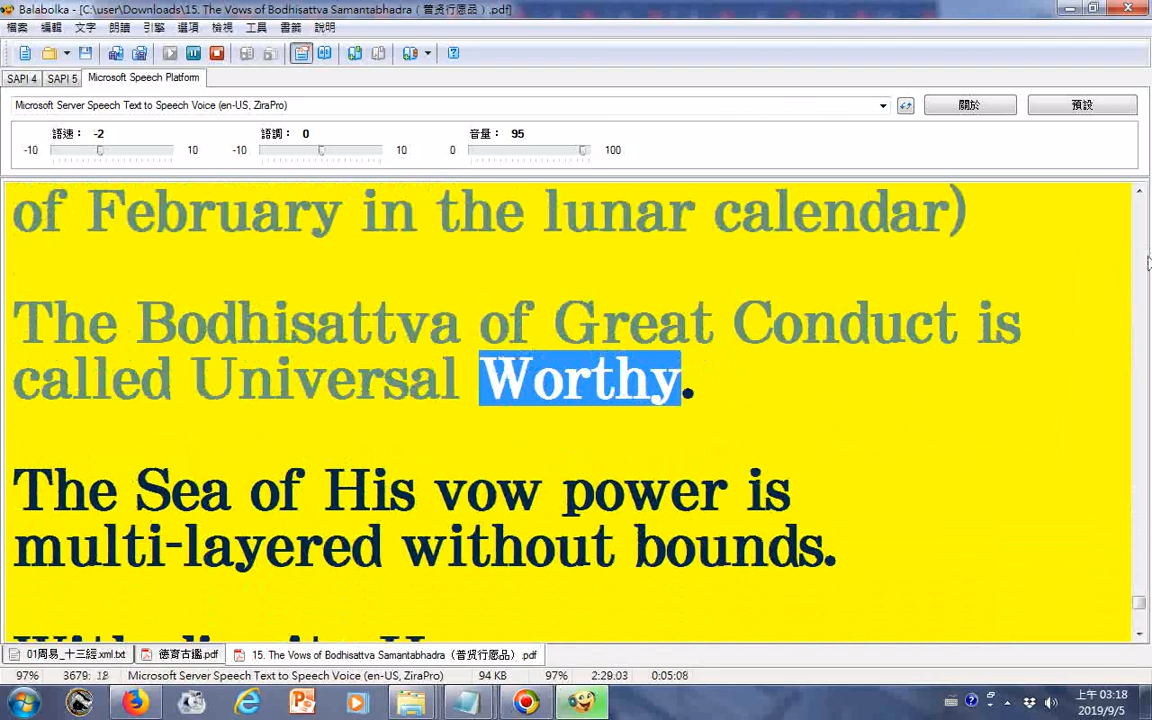 Balabolka - [C:\user\Downloads\15. The Vows of Bodhisattva Samantabhadra（普贤行愿品）.pdf]
檔案 編輯 文字 朗讀 引擎 選項 檢視 工具 書籤 說明
SAPI 4 SAPI 5 Microsoft Speech Platform
Microsoft Server Speech Text to Speech Voice (en-US, ZiraPro) 關於 預設
語速： -2 語調： 0 音量： 95
-10 10 -10 10 0 100
of February in the lunar calendar)
The Bodhisattva of Great Conduct is
called Universal Worthy.
The Sea of His vow power is
multi-layered without bounds.
01周易_十三經.xml.txt 德育古鑑.pdf 15. The Vows of Bodhisattva Samantabhadra（普贤行愿品）.pdf
97% 3679: 18 Microsoft Server Speech Text to Speech Voice (en-US, ZiraPro) 94 KB 97% 2:29:03 0:05:08
上午 03:18
2019/9/5